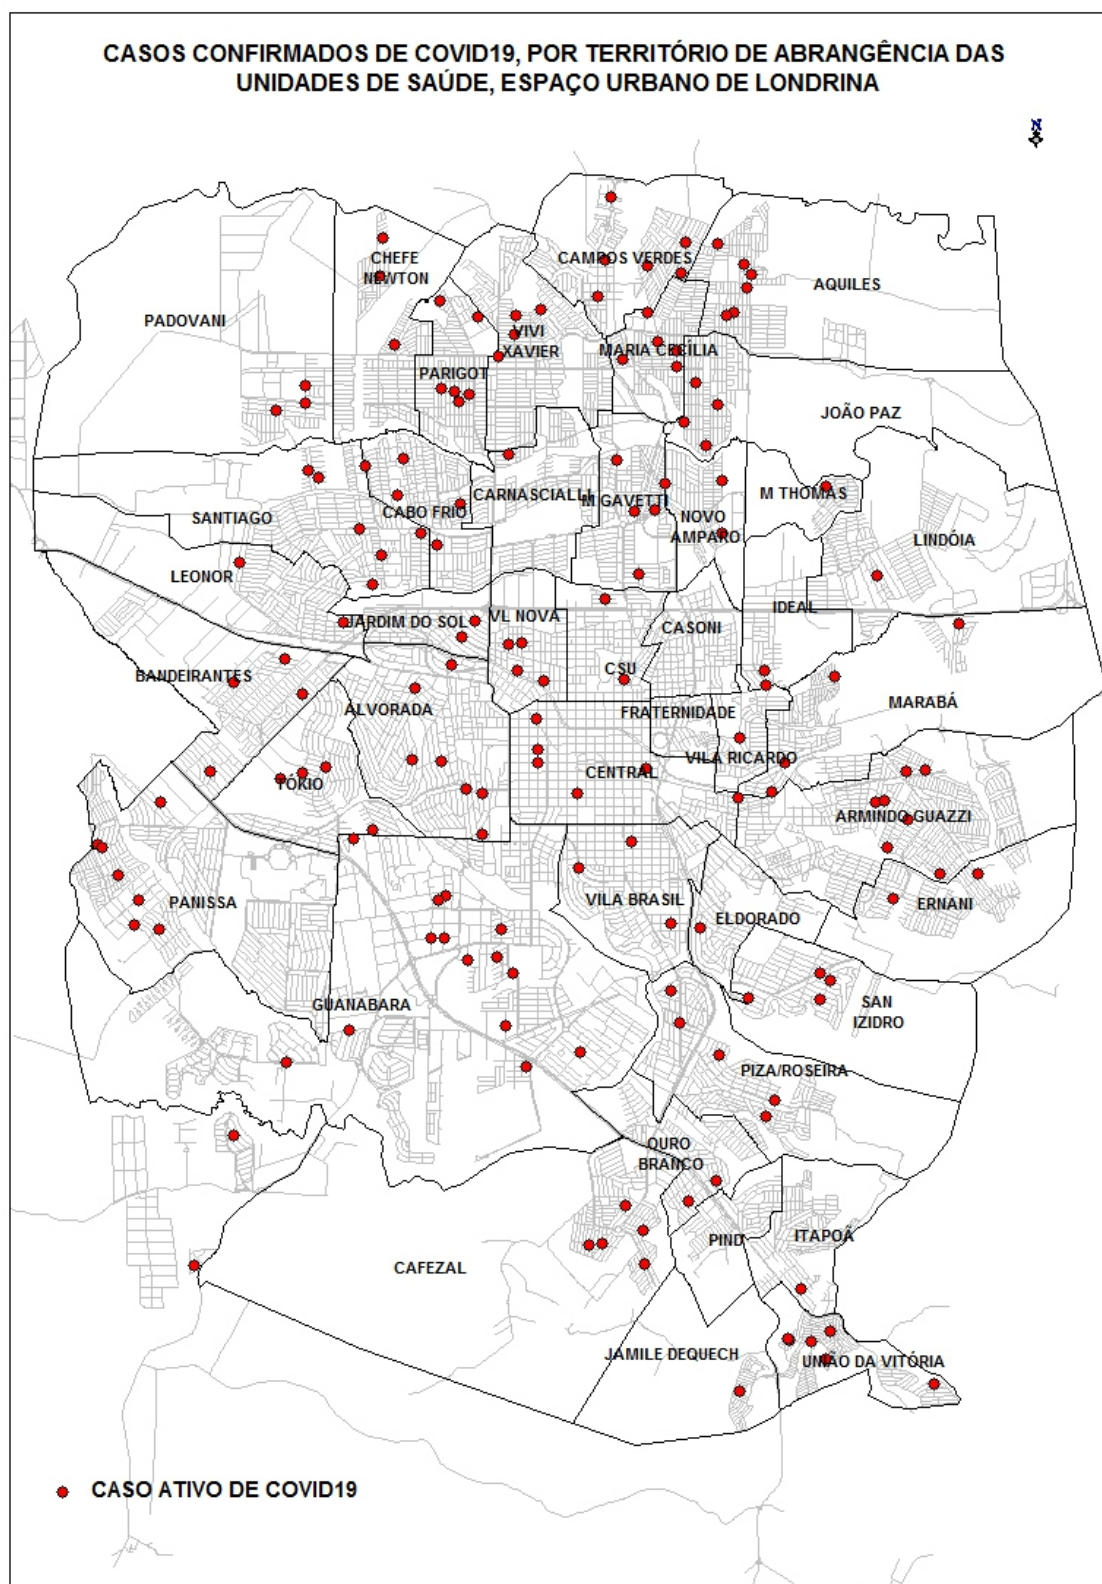 CASOS CONFIRMADOS DE COVID19, POR TERRITÓRIO DE ABRANGÊNCIA DAS
UNIDADES DE SAÚDE, ESPAÇO URBANO DE LONDRINA
N
CHEFE
NEWTON
CAMPOS VERDES
AQUILES
PADOVANI
VIVI
XAVIER
MARIA CECÍLIA
PARIGOT
JOÃO PAZ
CARNASCIALLI
M GAVETTI
M THOMAS
SANTIAGO
CABO FRIO
NOVO
AMPARO
LINDÓIA
LEONOR
IDEAL
JARDIM DO SOL
VL NOVA
CASONI
BANDEIRANTES
CSU
MARABÁ
ALVORADA
FRATERNIDADE
VILA RICARDO
TÓKIO
CENTRAL
ARMINDO GUAZZI
PANISSA
VILA BRASIL
ELDORADO
ERNANI
GUANABARA
SAN
IZIDRO
PIZA/ROSEIRA
OURO
BRANCO
PIND
ITAPOÃ
CAFEZAL
JAMILE DEQUECH
UNIÃO DA VITÓRIA
CASO ATIVO DE COVID19